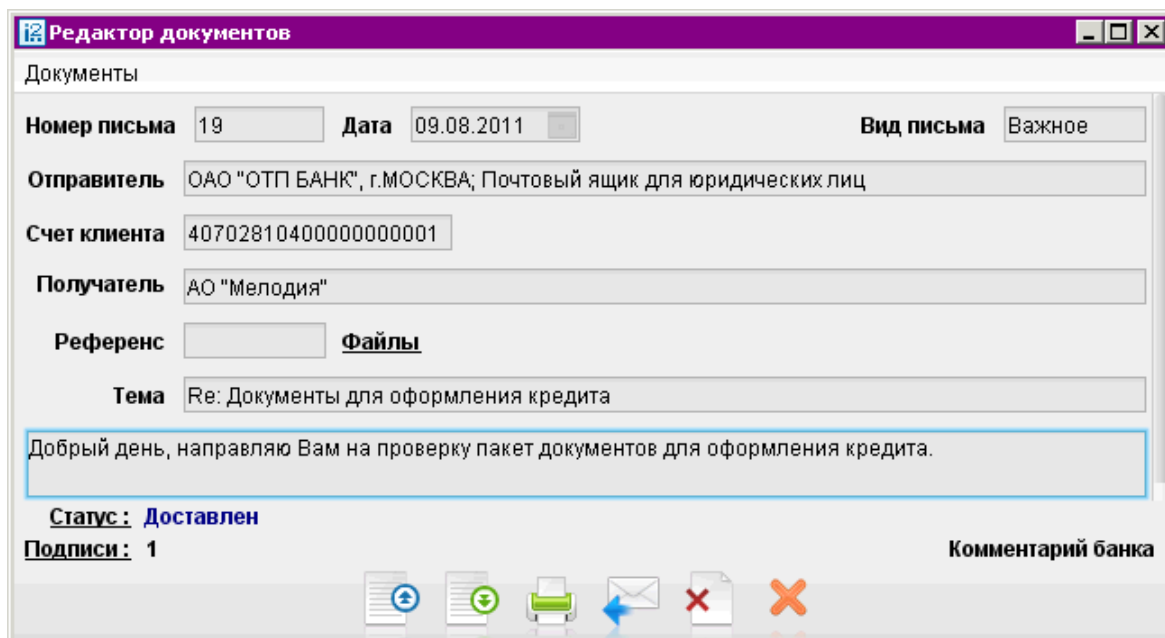 Редактор документов
Документы
Номер письма 19 Дата 09.08.2011 Вид письма Важное
Отправитель ОАО "ОТП БАНК", г.МОСКВА; Почтовый ящик для юридических лиц
Счет клиента 40702810400000000001
Получатель АО "Мелодия"
Референс Файлы
Тема Re: Документы для оформления кредита
Добрый день, направляю Вам на проверку пакет документов для оформления кредита.
Статус : Доставлен
Подписи : 1 Комментарий банка